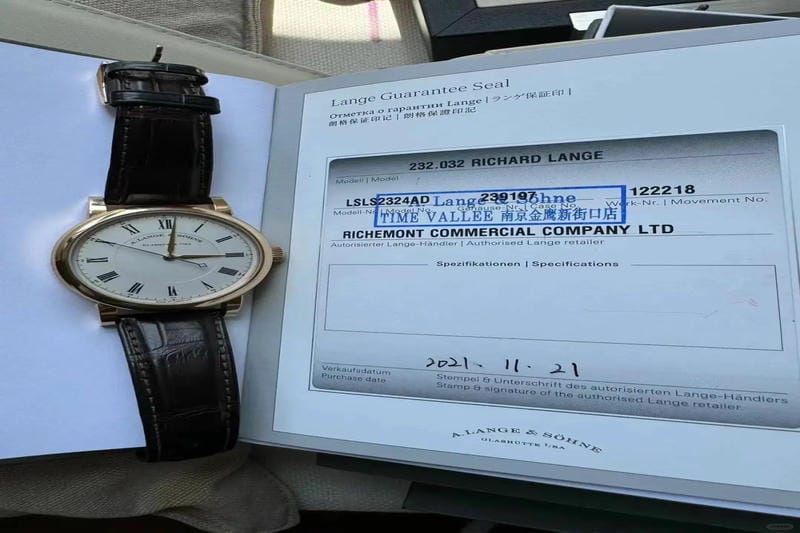 Lange Guarantee Seal
Отметка о гарантии Lange | ランゲ保証印 |
朗格保证印记 | 朗格保證印記
232.032 RICHARD LANGE
Modell | Model
LSLS2324AD 239197 122218
Modell-Nr. | Model No. Gehäuse-Nr. | Case No. Werk-Nr. | Movement No.
Lange & Söhne
TIME VALLEE 南京金鹰新街口店
RICHEMONT COMMERCIAL COMPANY LTD
Autorisierter Lange-Händler | Authorised Lange retailer
Spezifikationen | Specifications
2021. 11. 21
Verkaufsdatum
Purchase date
Stempel & Unterschrift des autorisierten Lange-Händlers
Stamp & signature of the authorised Lange retailer
A. LANGE & SÖHNE
GLASHÜTTE I/SA
A. LANGE & SÖHNE
GLASHÜTTE I/SA
XII